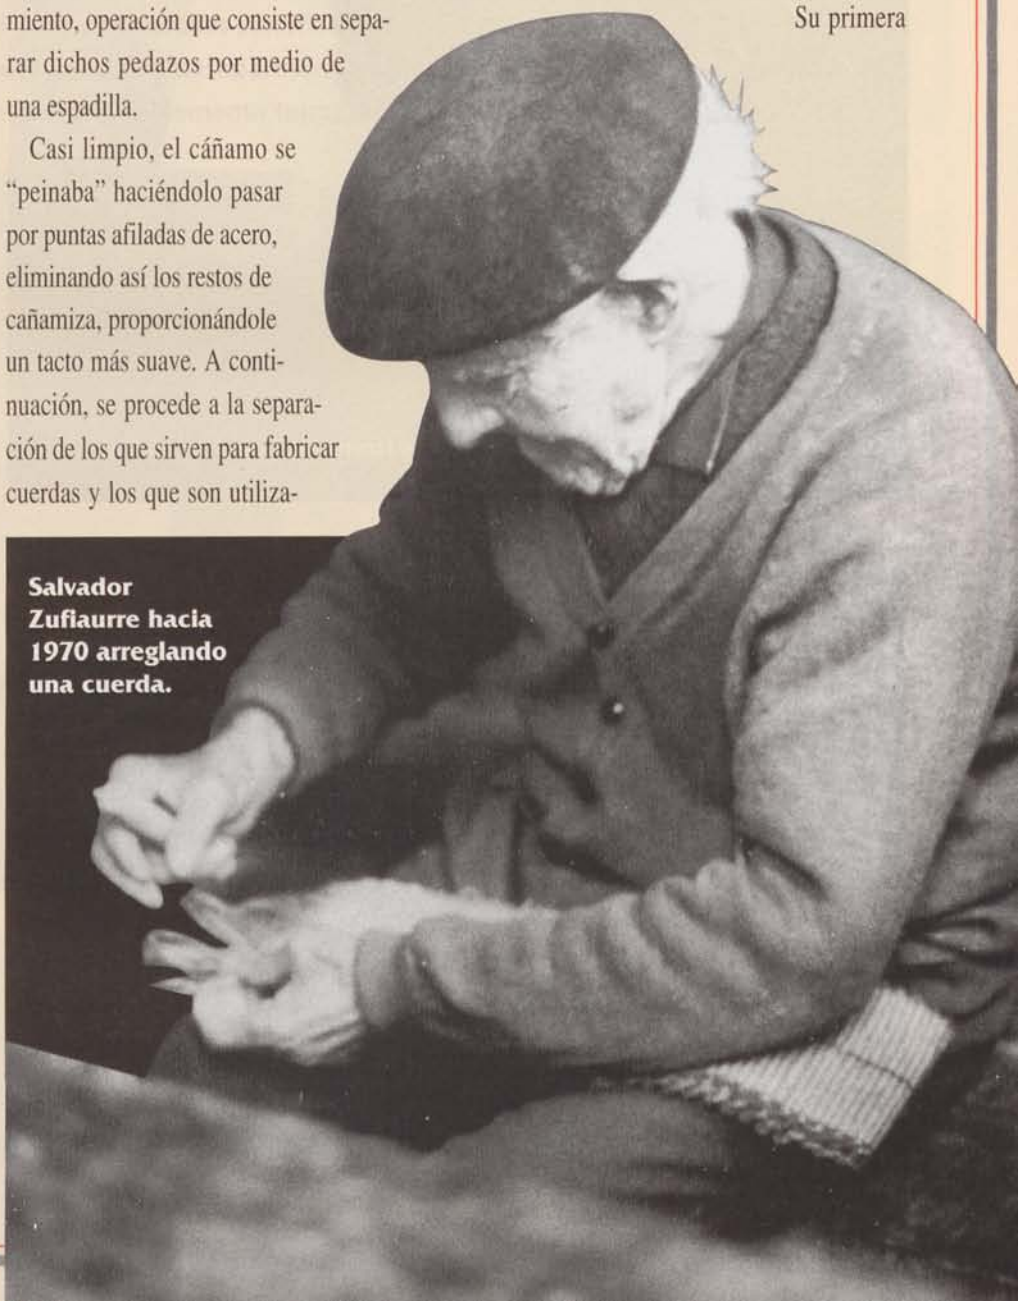 miento, operación que consiste en sepa-
rar dichos pedazos por medio de
una espadilla.
Casi limpio, el cáñamo se
“peinaba” haciéndolo pasar
por puntas afiladas de acero,
eliminando así los restos de
cañamiza, proporcionándole
un tacto más suave. A conti-
nuación, se procede a la separa-
ción de los que sirven para fabricar
cuerdas y los que son utiliza-
Su primera
Salvador
Zufiaurre hacia
1970 arreglando
una cuerda.